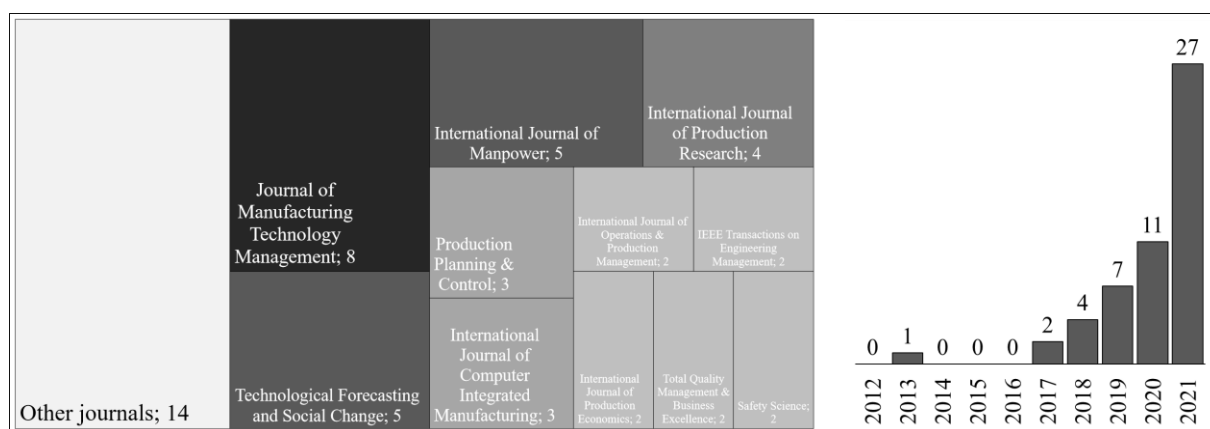 Other journals; 14
Journal of
Manufacturing
Technology
Management; 8
Technological Forecasting
and Social Change; 5
International Journal of
Manpower; 5
International Journal
of Production
Research; 4
Production
Planning &
Control; 3
International
Journal of
Computer
Integrated
Manufacturing; 3
International Journal of
Operations &
Production
Management; 2
IEEE Transactions on
Engineering
Management; 2
International
Journal of
Production
Economics; 2
Total Quality
Management &
Business
Excellence; 2
Safety Science;
2
0
1
0
0
0
2
4
7
11
27
2012
2013
2014
2015
2016
2017
2018
2019
2020
2021